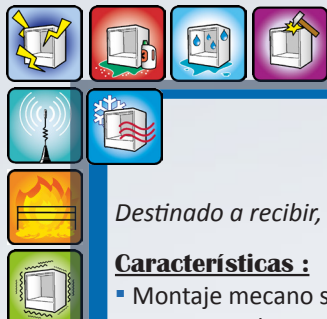 Destinado a recibir,
Características :
▪ Montaje mecano s